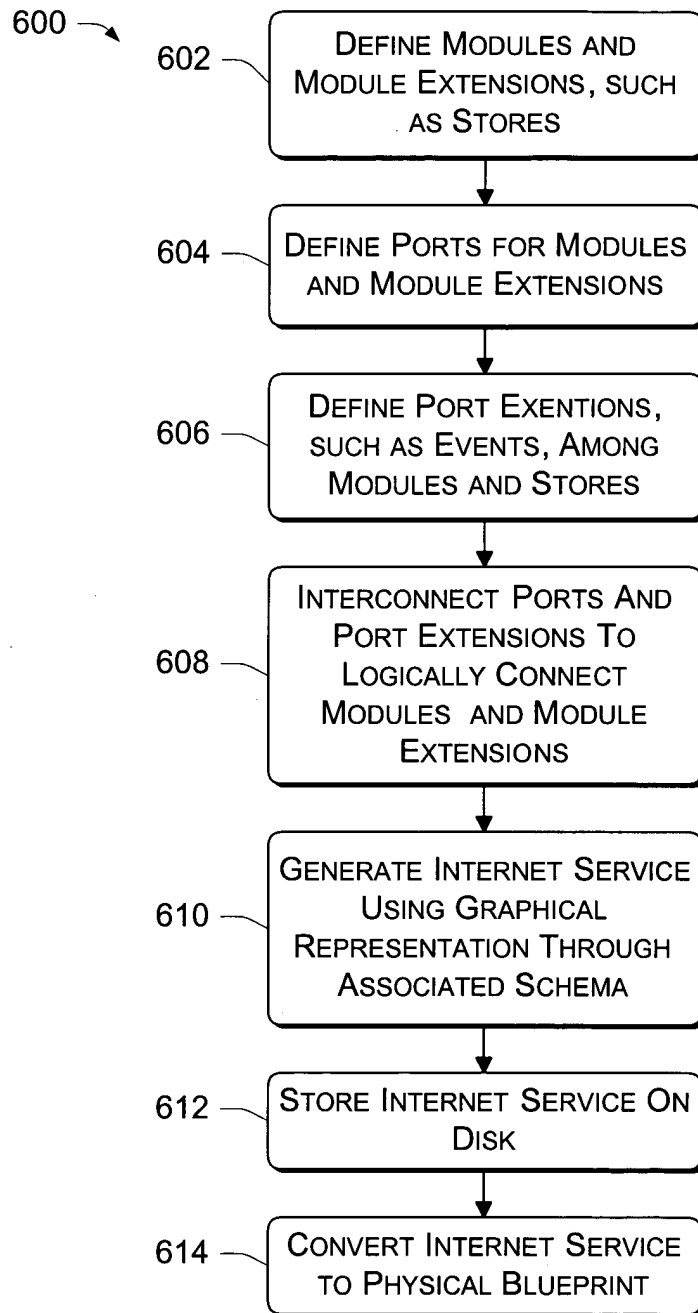 600
602
DEFINE MODULES AND
MODULE EXTENSIONS, SUCH
AS STORES
604
DEFINE PORTS FOR MODULES
AND MODULE EXTENSIONS
606
DEFINE PORT EXENTIONS,
SUCH AS EVENTS, AMONG
MODULES AND STORES
608
INTERCONNECT PORTS AND
PORT EXTENSIONS TO
LOGICALLY CONNECT
MODULES AND MODULE
EXTENSIONS
610
GENERATE INTERNET SERVICE
USING GRAPHICAL
REPRESENTATION THROUGH
ASSOCIATED SCHEMA
612
STORE INTERNET SERVICE ON
DISK
614
CONVERT INTERNET SERVICE
TO PHYSICAL BLUEPRINT